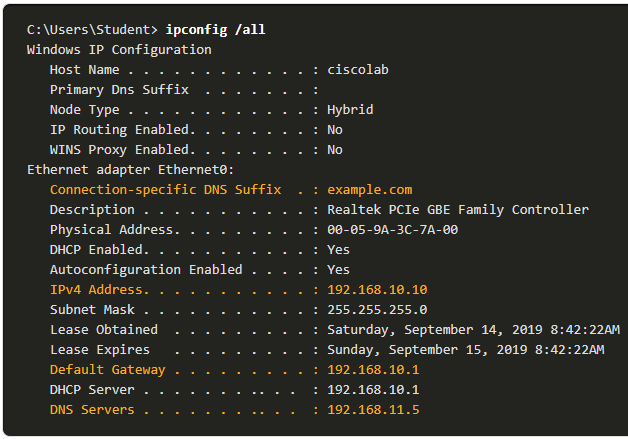 C:\Users\Student> ipconfig /all
Windows IP Configuration
Host Name . . . . . . . . . . . . : ciscolab
Primary Dns Suffix  . . . . . . . :
Node Type . . . . . . . . . . . . : Hybrid
IP Routing Enabled. . . . . . . . : No
WINS Proxy Enabled. . . . . . . . : No
Ethernet adapter Ethernet0:
Connection-specific DNS Suffix  . : example.com
Description . . . . . . . . . . . : Realtek PCIe GBE Family Controller
Physical Address. . . . . . . . . : 00-05-9A-3C-7A-00
DHCP Enabled. . . . . . . . . . . : Yes
Autoconfiguration Enabled . . . . : Yes
IPv4 Address. . . . . . . . . . . : 192.168.10.10
Subnet Mask . . . . . . . . . . . : 255.255.255.0
Lease Obtained  . . . . . . . . . : Saturday, September 14, 2019 8:42:22AM
Lease Expires   . . . . . . . . . : Sunday, September 15, 2019 8:42:22AM
Default Gateway . . . . . . . . . : 192.168.10.1
DHCP Server . . . . . . . .. . .  : 192.168.10.1
DNS Servers . . . . . . . .. . .  : 192.168.11.5